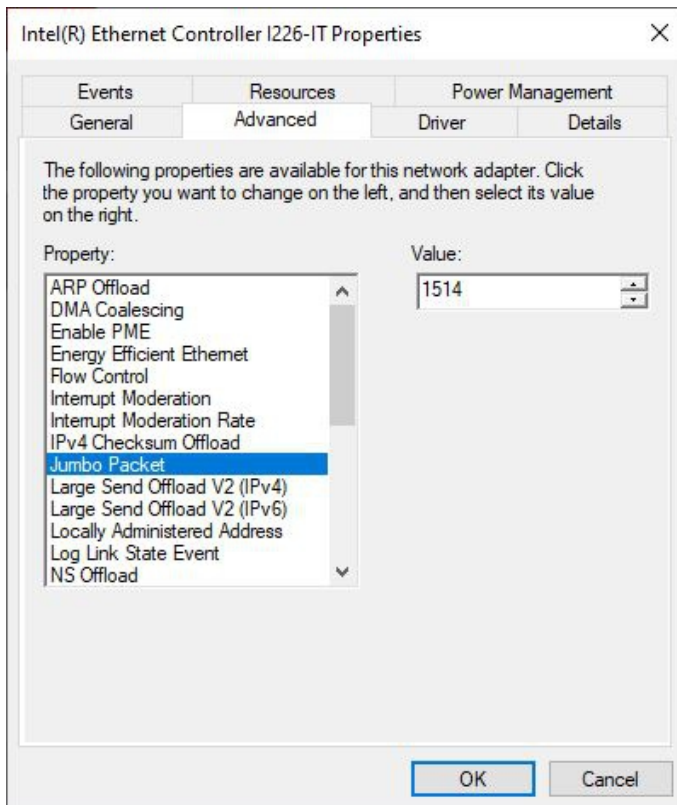 Intel(R) Ethernet Controller I226-IT Properties
Events Resources Power Management
General Advanced Driver Details
The following properties are available for this network adapter. Click
the property you want to change on the left, and then select its value
on the right.
Property: Value:
ARP Offload 1514
DMA Coalescing
Enable PME
Energy Efficient Ethernet
Flow Control
Interrupt Moderation
Interrupt Moderation Rate
IPv4 Checksum Offload
Jumbo Packet
Large Send Offload V2 (IPv4)
Large Send Offload V2 (IPv6)
Locally Administered Address
Log Link State Event
NS Offload
OK Cancel